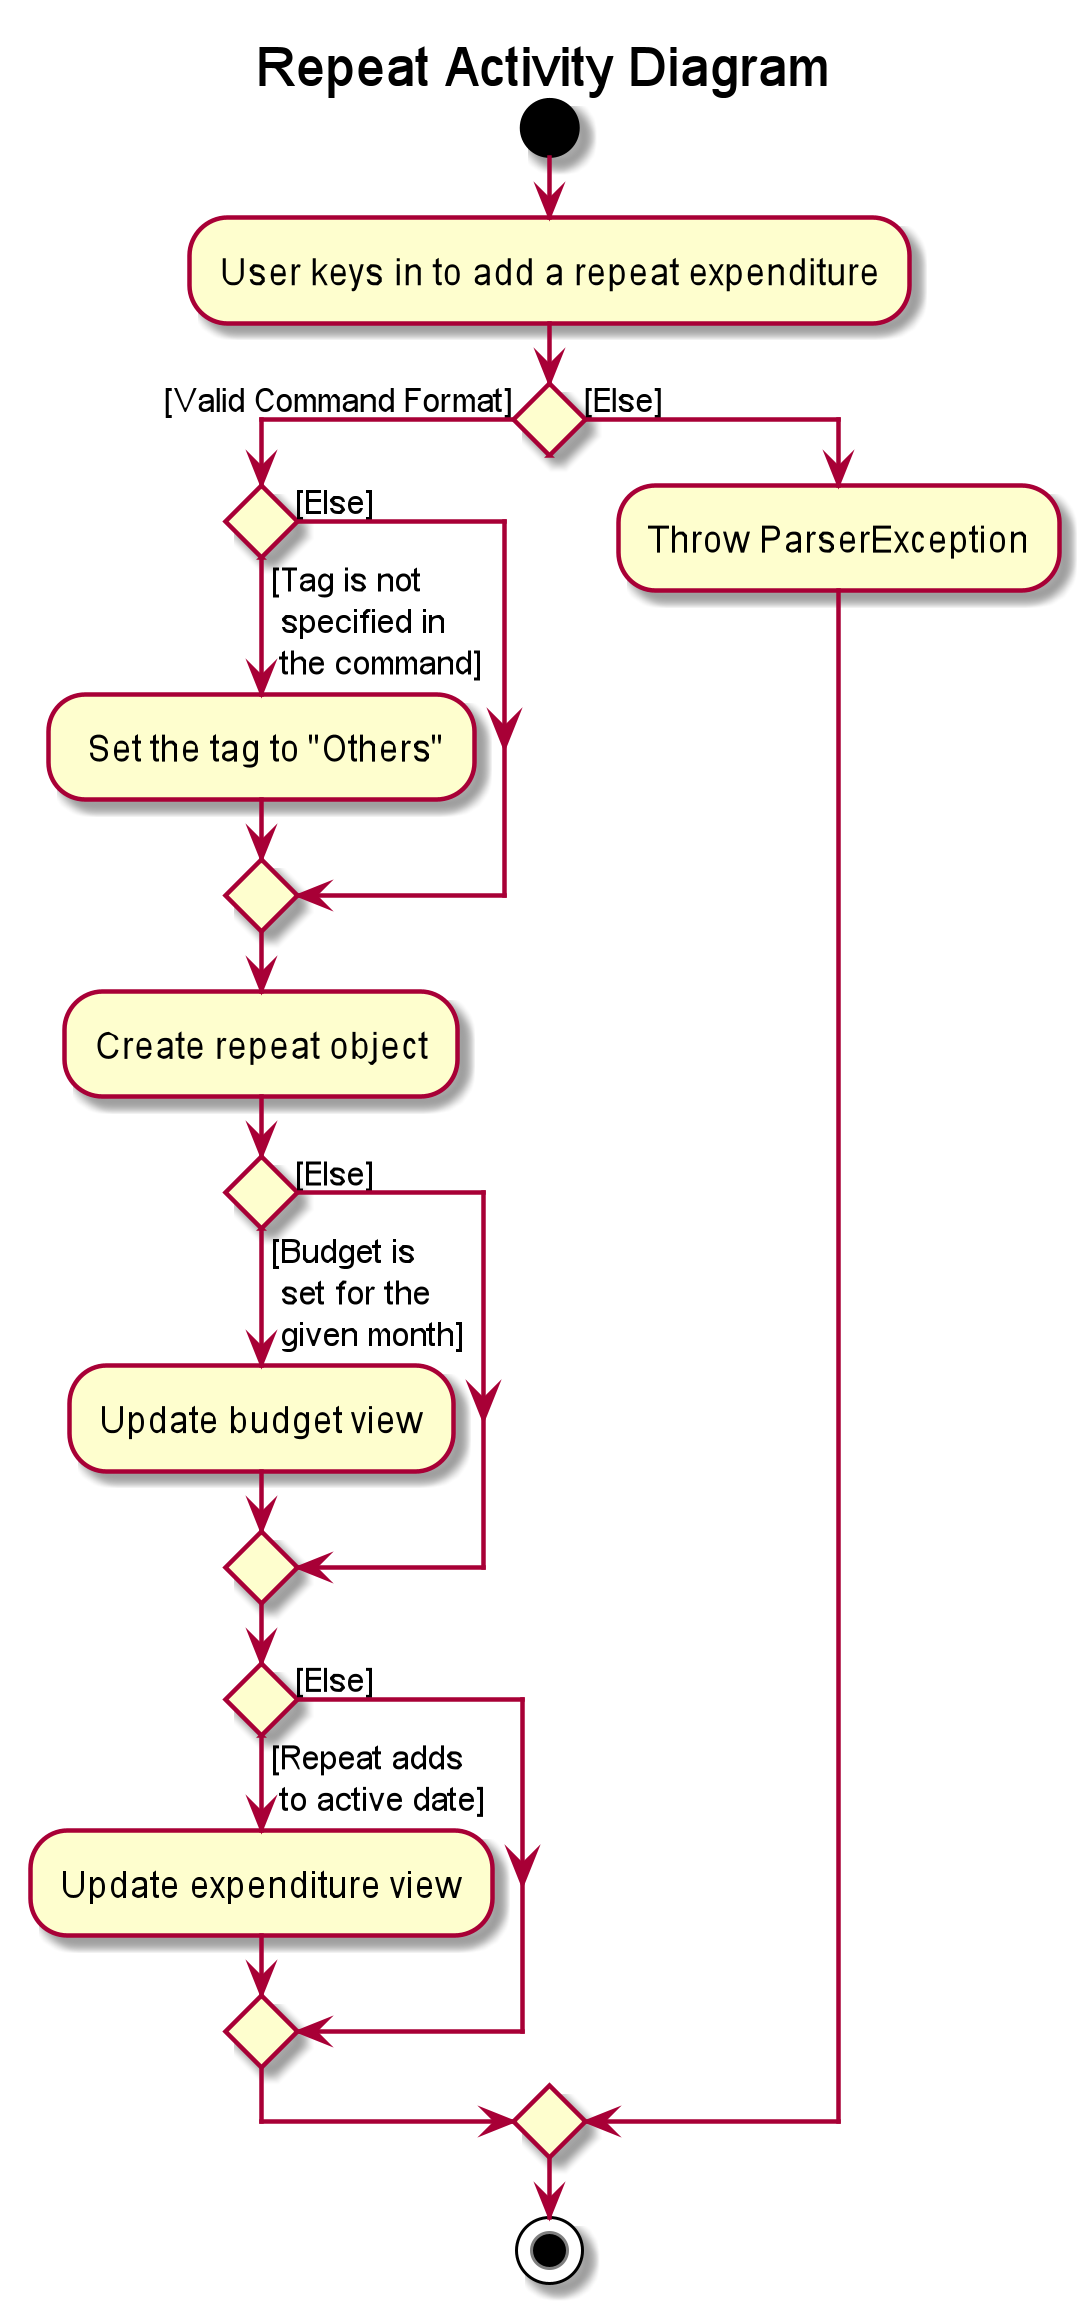 Repeat Activity Diagram
User keys in to add a repeat expenditure
[Valid Command Format]
[Else]
[Else]
Throw ParserException
[Tag is not
specified in
the command]
Set the tag to "Others"
Create repeat object
[Else]
[Budget is
set for the
given month]
Update budget view
[Else]
[Repeat adds
to active date]
Update expenditure view